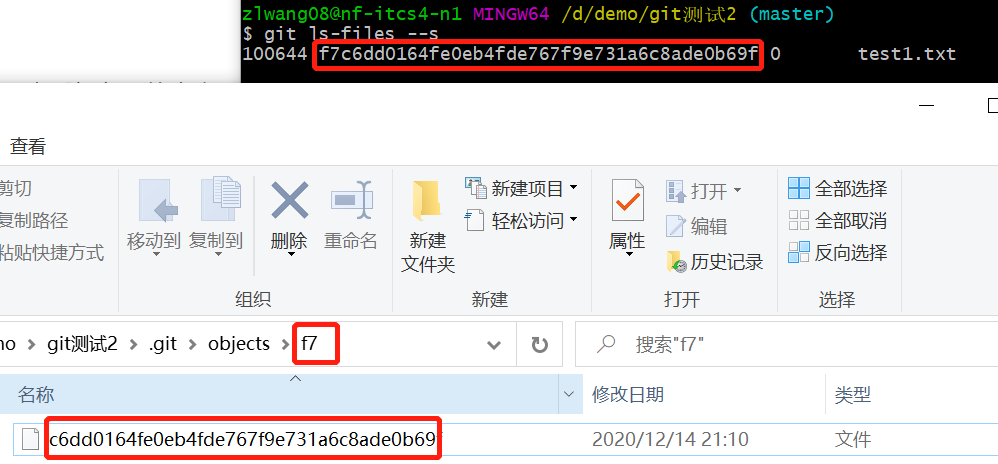 zlwang08@nf-itcs4-n1 MINGW64 /d/demo/git测试2 (master)
$ git ls-files --s
100644 f7c6dd0164fe0eb4fde767f9e731a6c8ade0b69f 0 test1.txt
查看
剪切
复制路径
粘贴快捷方式
移动到
复制到
删除
重命名
组织
新建
文件夹
新建项目
轻松访问
新建
属性
打开
编辑
历史记录
打开
全部选择
全部取消
反向选择
选择
mo > git测试2 > .git > objects > f7
搜索"f7"
名称 修改日期 类型
c6dd0164fe0eb4fde767f9e731a6c8ade0b69f 2020/12/14 21:10 文件